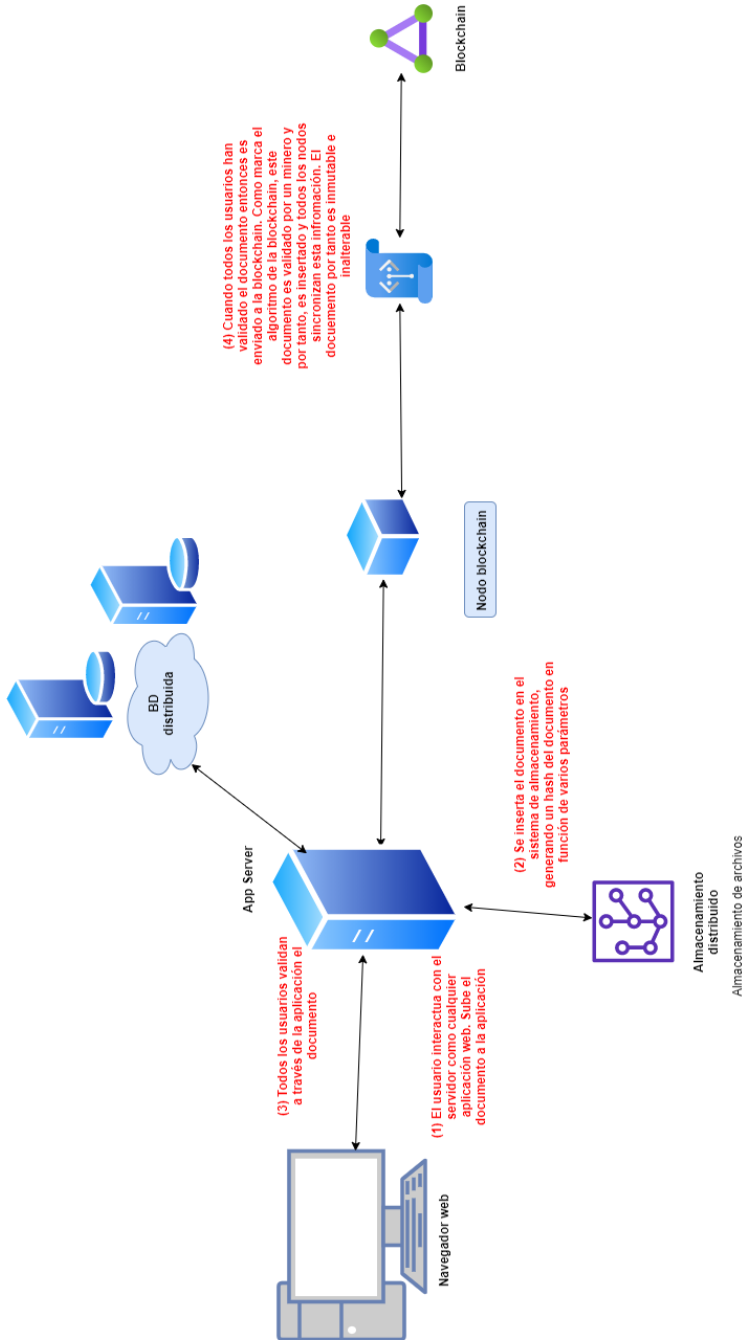 Navegador web
(3) Todos los usuarios validan
a través de la aplicación el
documento
(1) El usuario interactua con el
servidor como cualquier
aplicación web. Sube el
documento a la aplicación
App Server
BD
distribuida
(2) Se inserta el documento en el
sistema de almacenamiento,
generando un hash del documento en
función de varios parámetros
Almacenamiento
distribuido
Almacenamiento de archivos
Nodo blockchain
(4) Cuando todos los usuarios han
validado el documento entonces es
enviado a la blockchain. Como marca el
algoritmo de la blockchain, este
documento es validado por un minero y
por tanto, es insertado y todos los nodos
sincronizan esta infromación. El
docuemento por tanto es inmutable e
inalterable
Blockchain